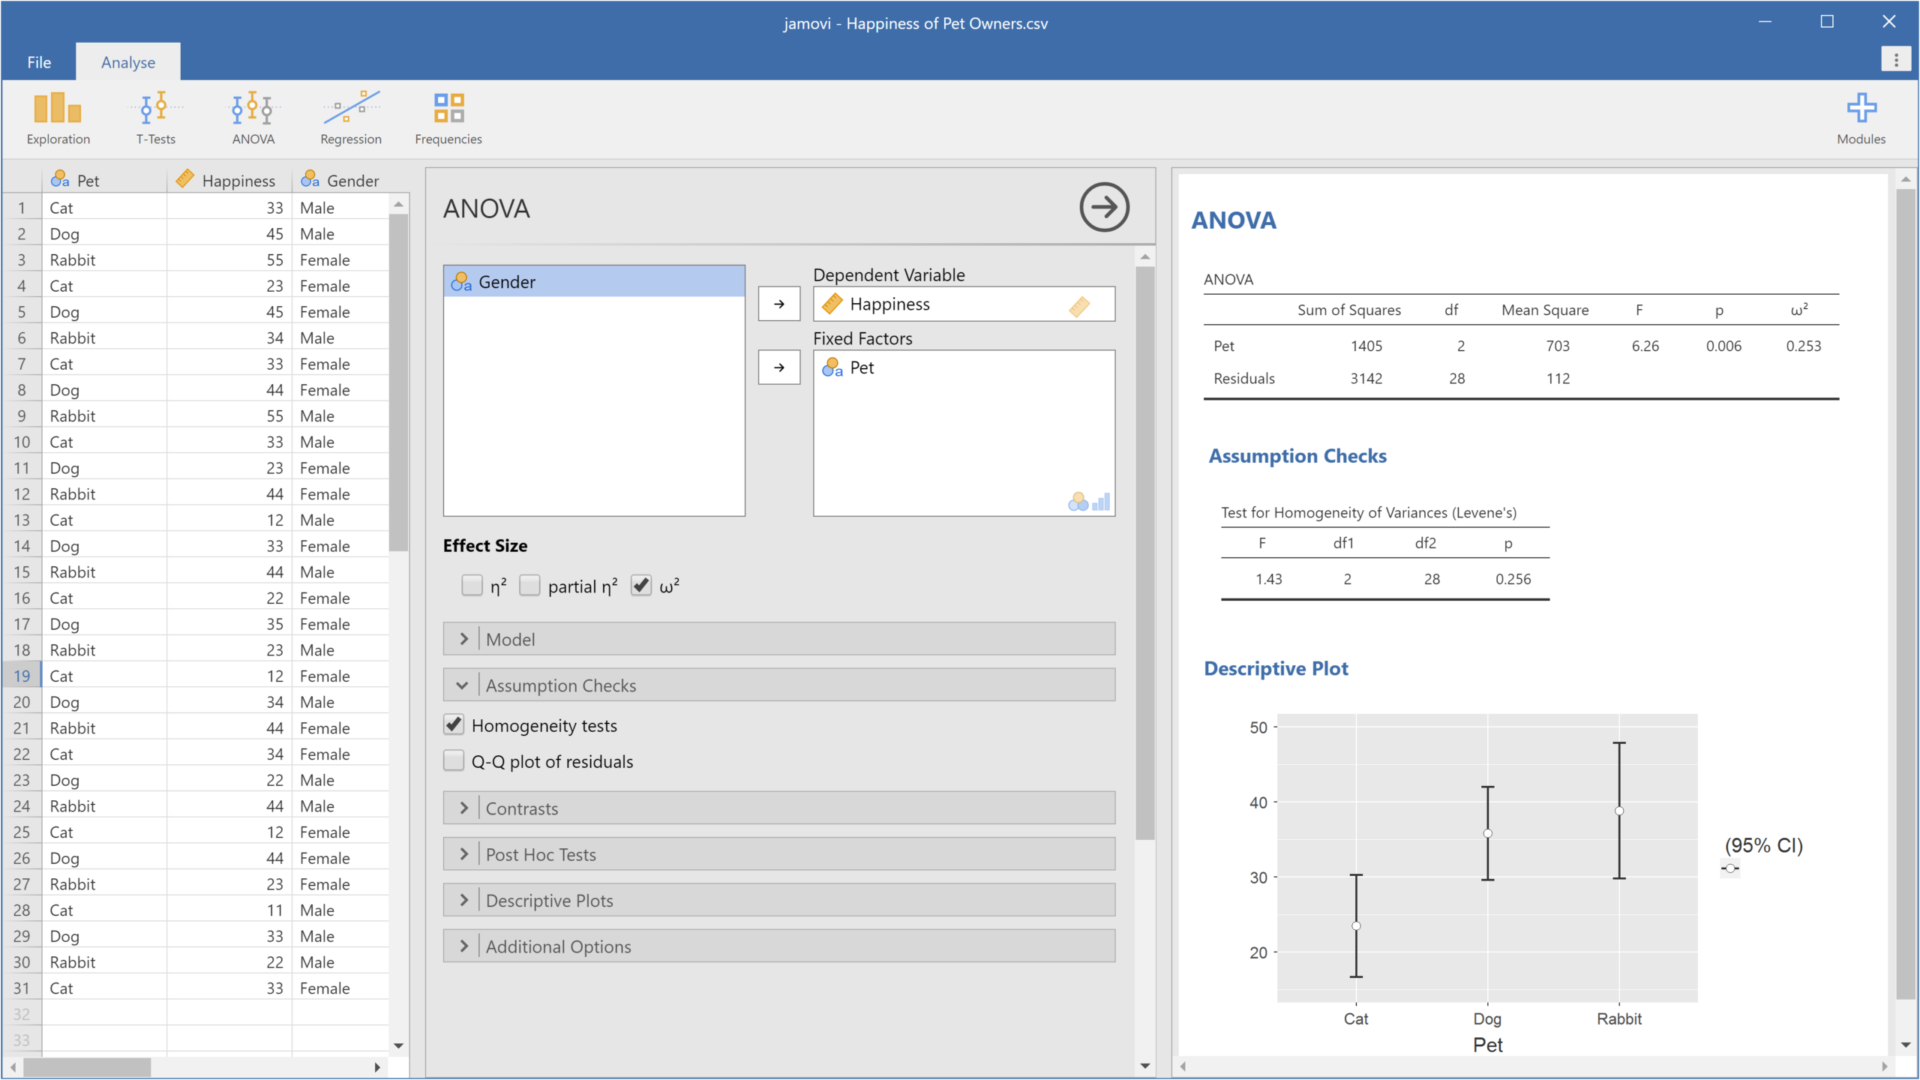 jamovi - Happiness of Pet Owners.csv
File Analyse
Exploration T-Tests ANOVA Regression Frequencies Modules
Pet Happiness Gender
1 Cat 33 Male
2 Dog 45 Male
3 Rabbit 55 Female
4 Cat 23 Female
5 Dog 45 Female
6 Rabbit 34 Male
7 Cat 33 Female
8 Dog 44 Female
9 Rabbit 55 Male
10 Cat 33 Male
11 Dog 23 Female
12 Rabbit 44 Female
13 Cat 12 Male
14 Dog 33 Female
15 Rabbit 44 Male
16 Cat 22 Female
17 Dog 35 Female
18 Rabbit 23 Male
19 Cat 12 Female
20 Dog 34 Male
21 Rabbit 44 Female
22 Cat 34 Female
23 Dog 22 Male
24 Rabbit 44 Male
25 Cat 12 Female
26 Dog 44 Female
27 Rabbit 23 Female
28 Cat 11 Male
29 Dog 33 Male
30 Rabbit 22 Male
31 Cat 33 Female
32
33
ANOVA
Gender
Dependent Variable
Happiness
Fixed Factors
Pet
Effect Size
η² partial η² ω²
Model
Assumption Checks
Homogeneity tests
Q-Q plot of residuals
Contrasts
Post Hoc Tests
Descriptive Plots
Additional Options
ANOVA
ANOVA
Sum of Squares df Mean Square F p ω²
Pet 1405 2 703 6.26 0.006 0.253
Residuals 3142 28 112
Assumption Checks
Test for Homogeneity of Variances (Levene's)
F df1 df2 p
1.43 2 28 0.256
Descriptive Plot
50
40
30
20
Cat Dog Rabbit
Pet
(95% CI)